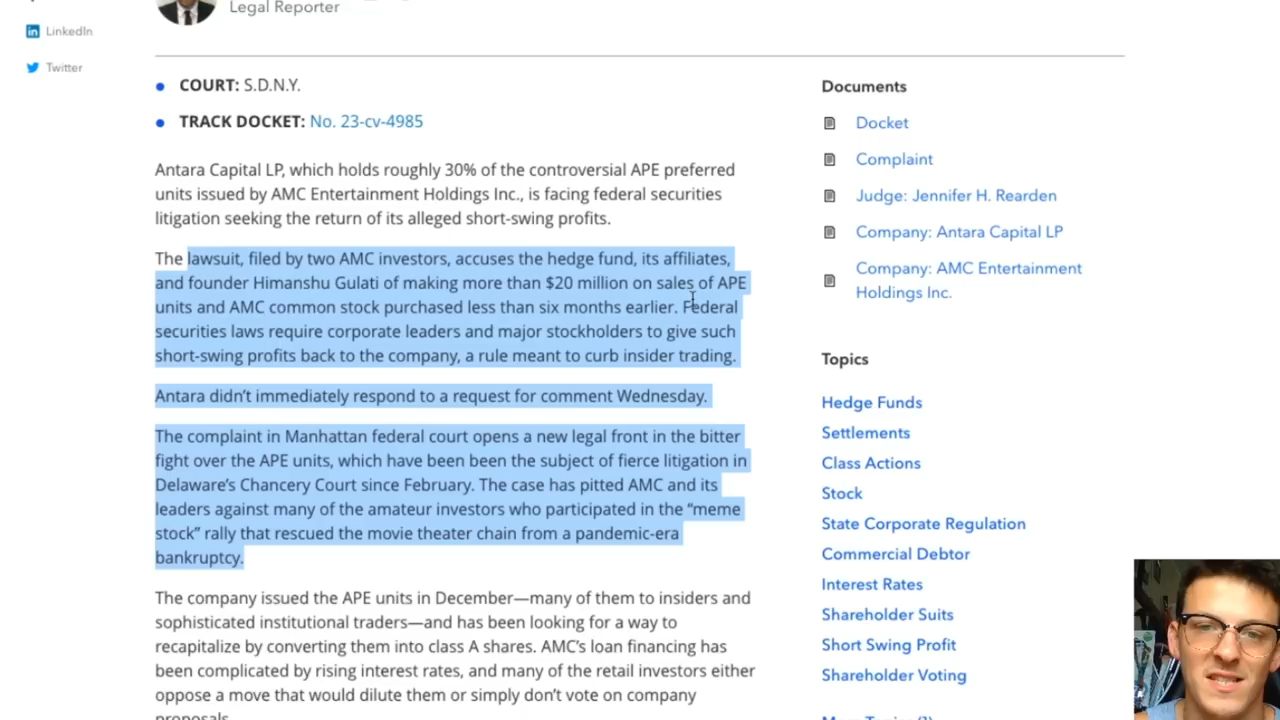 Legal Reporter
LinkedIn
Twitter
COURT: S.D.N.Y.
TRACK DOCKET: No. 23-cv-4985
Antara Capital LP, which holds roughly 30% of the controversial APE preferred
units issued by AMC Entertainment Holdings Inc., is facing federal securities
litigation seeking the return of its alleged short-swing profits.
The lawsuit, filed by two AMC investors, accuses the hedge fund, its affiliates,
and founder Himanshu Gulati of making more than $20 million on sales of APE
units and AMC common stock purchased less than six months earlier. Federal
securities laws require corporate leaders and major stockholders to give such
short-swing profits back to the company, a rule meant to curb insider trading.
Antara didn’t immediately respond to a request for comment Wednesday.
The complaint in Manhattan federal court opens a new legal front in the bitter
fight over the APE units, which have been been the subject of fierce litigation in
Delaware’s Chancery Court since February. The case has pitted AMC and its
leaders against many of the amateur investors who participated in the “meme
stock” rally that rescued the movie theater chain from a pandemic-era
bankruptcy.
The company issued the APE units in December—many of them to insiders and
sophisticated institutional traders—and has been looking for a way to
recapitalize by converting them into class A shares. AMC’s loan financing has
been complicated by rising interest rates, and many of the retail investors either
oppose a move that would dilute them or simply don’t vote on company
proposals.
Documents
Docket
Complaint
Judge: Jennifer H. Rearden
Company: Antara Capital LP
Company: AMC Entertainment
Holdings Inc.
Topics
Hedge Funds
Settlements
Class Actions
Stock
State Corporate Regulation
Commercial Debtor
Interest Rates
Shareholder Suits
Short Swing Profit
Shareholder Voting